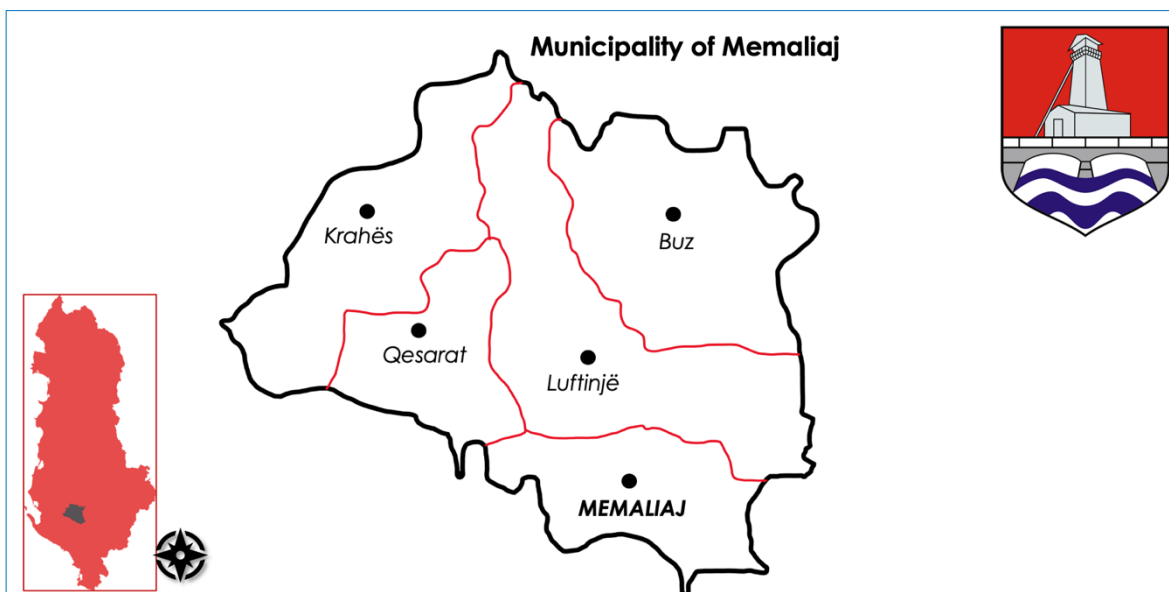 Municipality of Memaliaj
Krahës
Buz
Qesarat
Luftinjë
MEMALIAJ